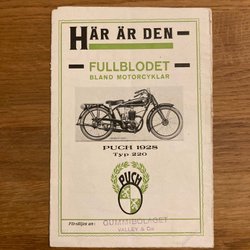 HÄR ÄR DEN
FULLBLODET
BLAND MOTORCYKLAR
PUCH 1928
Typ 220
PUCH
Försäljes av:
GUMMIBOLAGET
VALLEY & Co